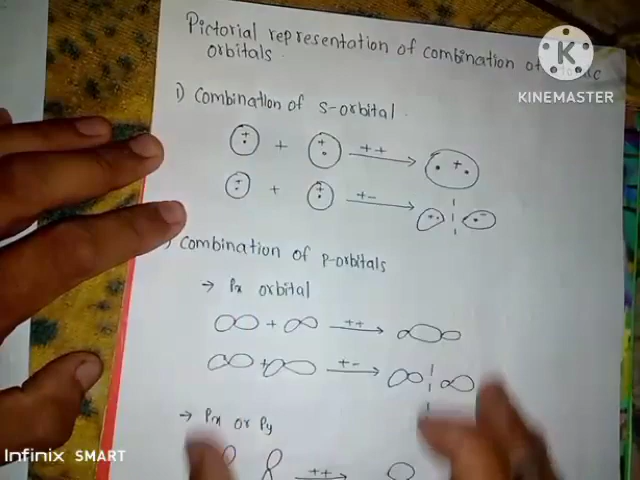 Pictorial representation of combination of
orbitals.
KINEMASTER
i) Combination of s-orbital.
+ + + ++ +
+ + + +- + -
) Combination of p-orbitals
→ Px orbital
+ ++
+ +-
→ Px or Py
++
Infinix SMART